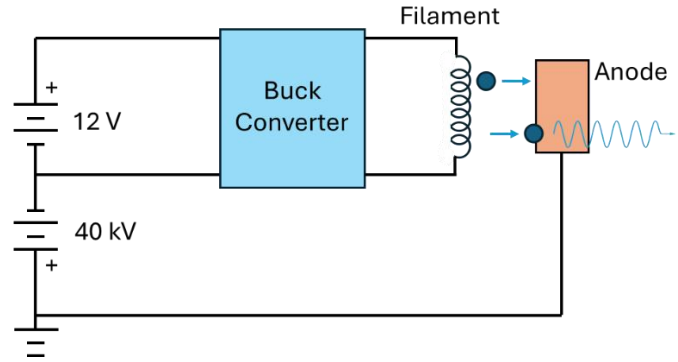 Filament
Anode
+
12 V
Buck
Converter
40 kV
+